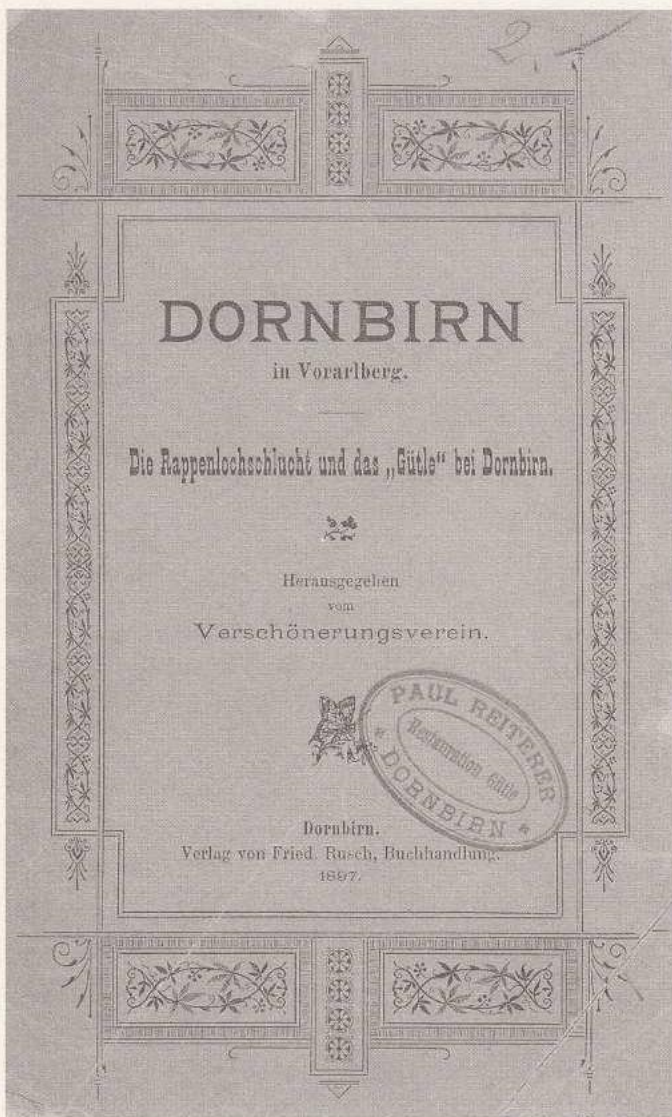 2.—
DORNBIRN
in Vorarlberg.
Die Rappenlochschlucht und das „Gütle“ bei Dornbirn.
Herausgegeben
vom
Verschönerungsverein.
PAUL REITERER
Restauration Gütle
* DORNBIRN *
Dornbirn.
Verlag von Fried. Rusch, Buchhandlung.
1897.